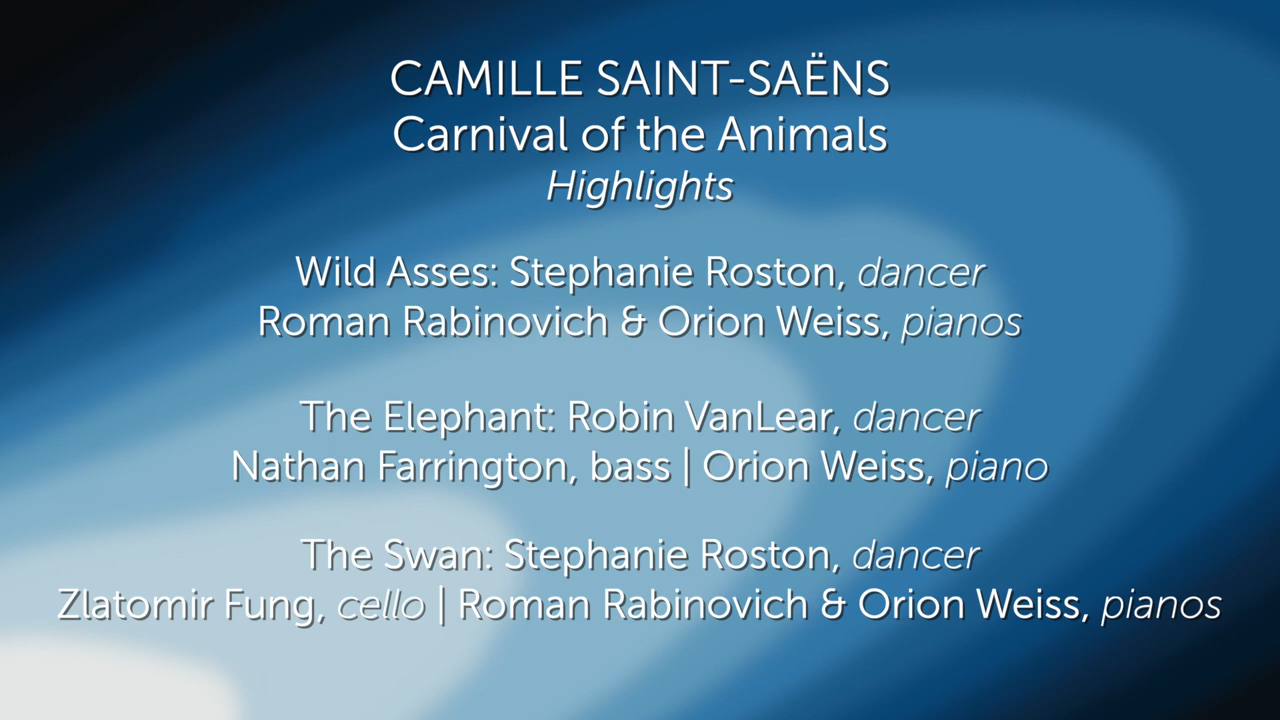 CAMILLE SAINT-SAËNS
Carnival of the Animals
Highlights
Wild Asses: Stephanie Roston, dancer
Roman Rabinovich & Orion Weiss, pianos
The Elephant: Robin VanLear, dancer
Nathan Farrington, bass | Orion Weiss, piano
The Swan: Stephanie Roston, dancer
Zlatomir Fung, cello | Roman Rabinovich & Orion Weiss, pianos